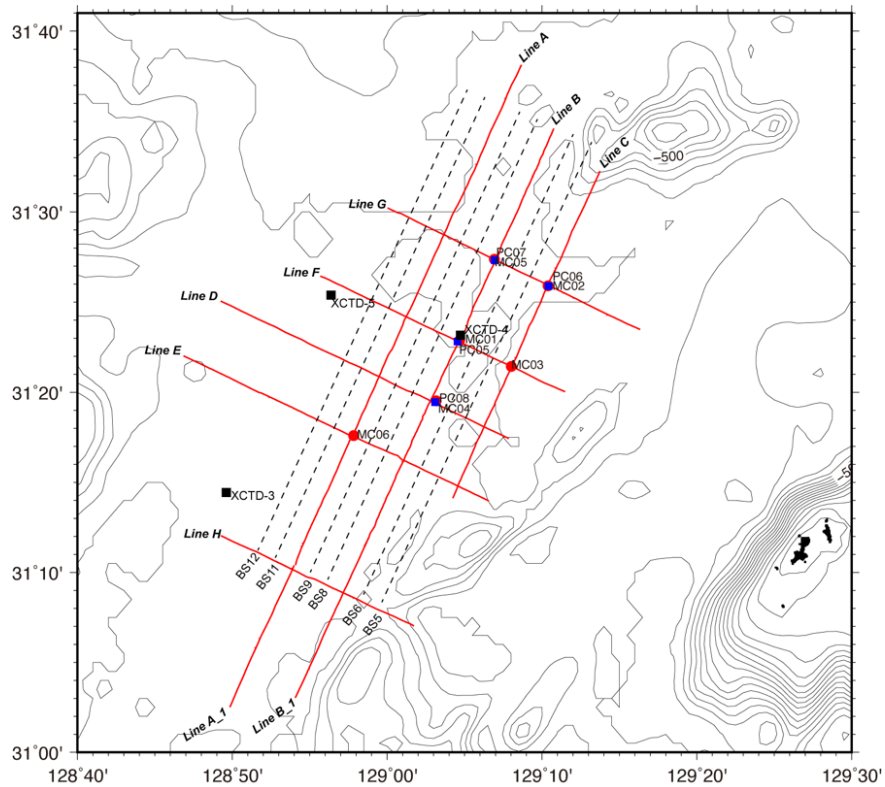 31°40'
Line A
Line B
Line C
−500
31°30'
Line G
PC07
MC05
PC06
MC02
Line F
XCTD-5
Line D
XCTD-4
MC01
PC05
Line E
31°20'
MC03
PC08
MC04
MC06
XCTD-3
−50
Line H
31°10'
BS12
BS11
BS9
BS8
BS6
BS5
Line A_1
Line B_1
31°00'
128°40'
128°50'
129°00'
129°10'
129°20'
129°30'